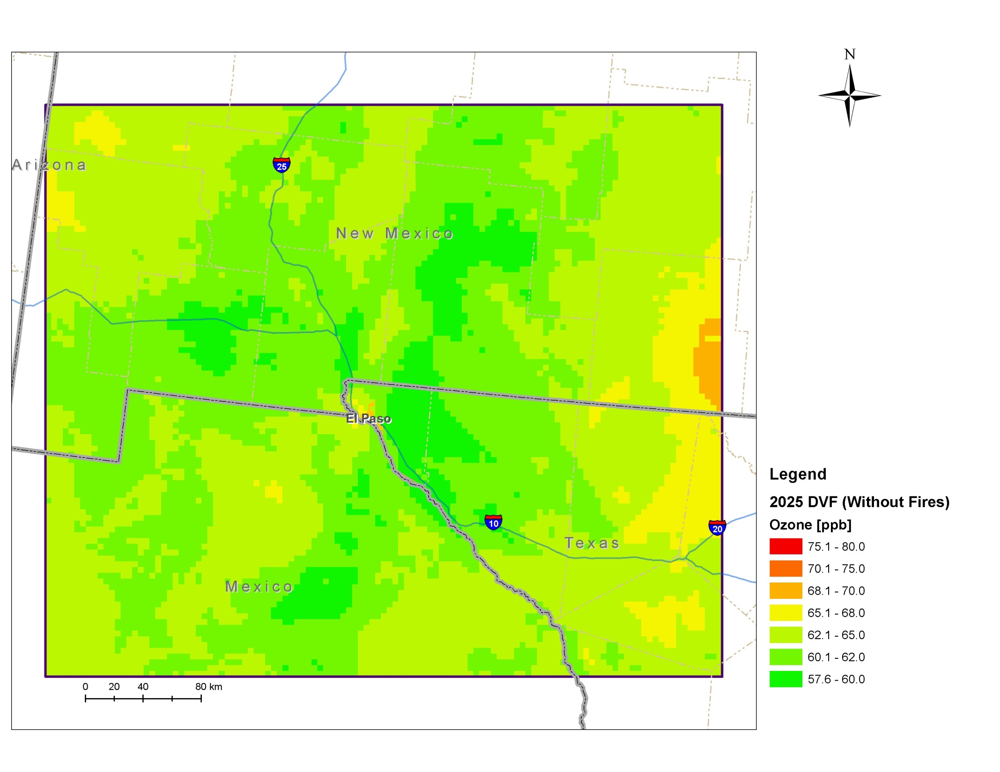 N
Arizona
25
New Mexico
El Paso
10
20
Texas
Mexico
0 20 40 80 km
Legend
2025 DVF (Without Fires)
Ozone [ppb]
75.1 - 80.0
70.1 - 75.0
68.1 - 70.0
65.1 - 68.0
62.1 - 65.0
60.1 - 62.0
57.6 - 60.0